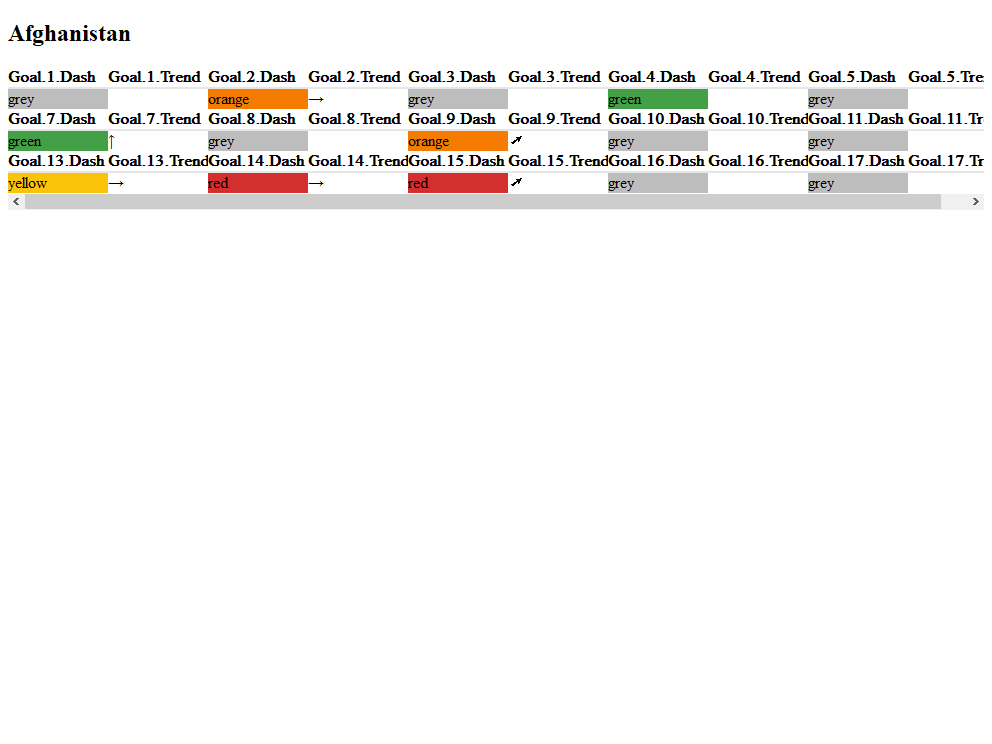 Afghanistan
Goal.1.Dash Goal.1.Trend Goal.2.Dash Goal.2.Trend Goal.3.Dash Goal.3.Trend Goal.4.Dash Goal.4.Trend Goal.5.Dash Goal.5.Tre
grey orange → grey green grey
Goal.7.Dash Goal.7.Trend Goal.8.Dash Goal.8.Trend Goal.9.Dash Goal.9.Trend Goal.10.Dash Goal.10.Trend Goal.11.Dash Goal.11.Tr
green ↑ grey orange ➚ grey grey
Goal.13.Dash Goal.13.Trend Goal.14.Dash Goal.14.Trend Goal.15.Dash Goal.15.Trend Goal.16.Dash Goal.16.Trend Goal.17.Dash Goal.17.Tr
yellow → red → red ➚ grey grey